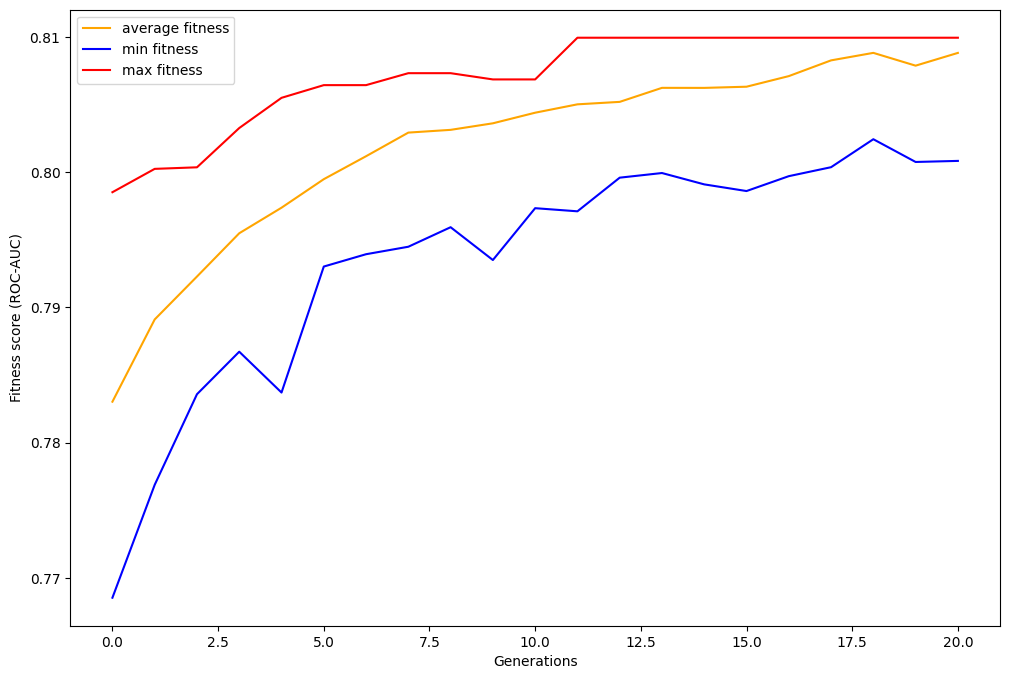 average fitness
min fitness
max fitness
0.81
0.80
0.79
0.78
0.77
Fitness score (ROC-AUC)
0.0 2.5 5.0 7.5 10.0 12.5 15.0 17.5 20.0
Generations